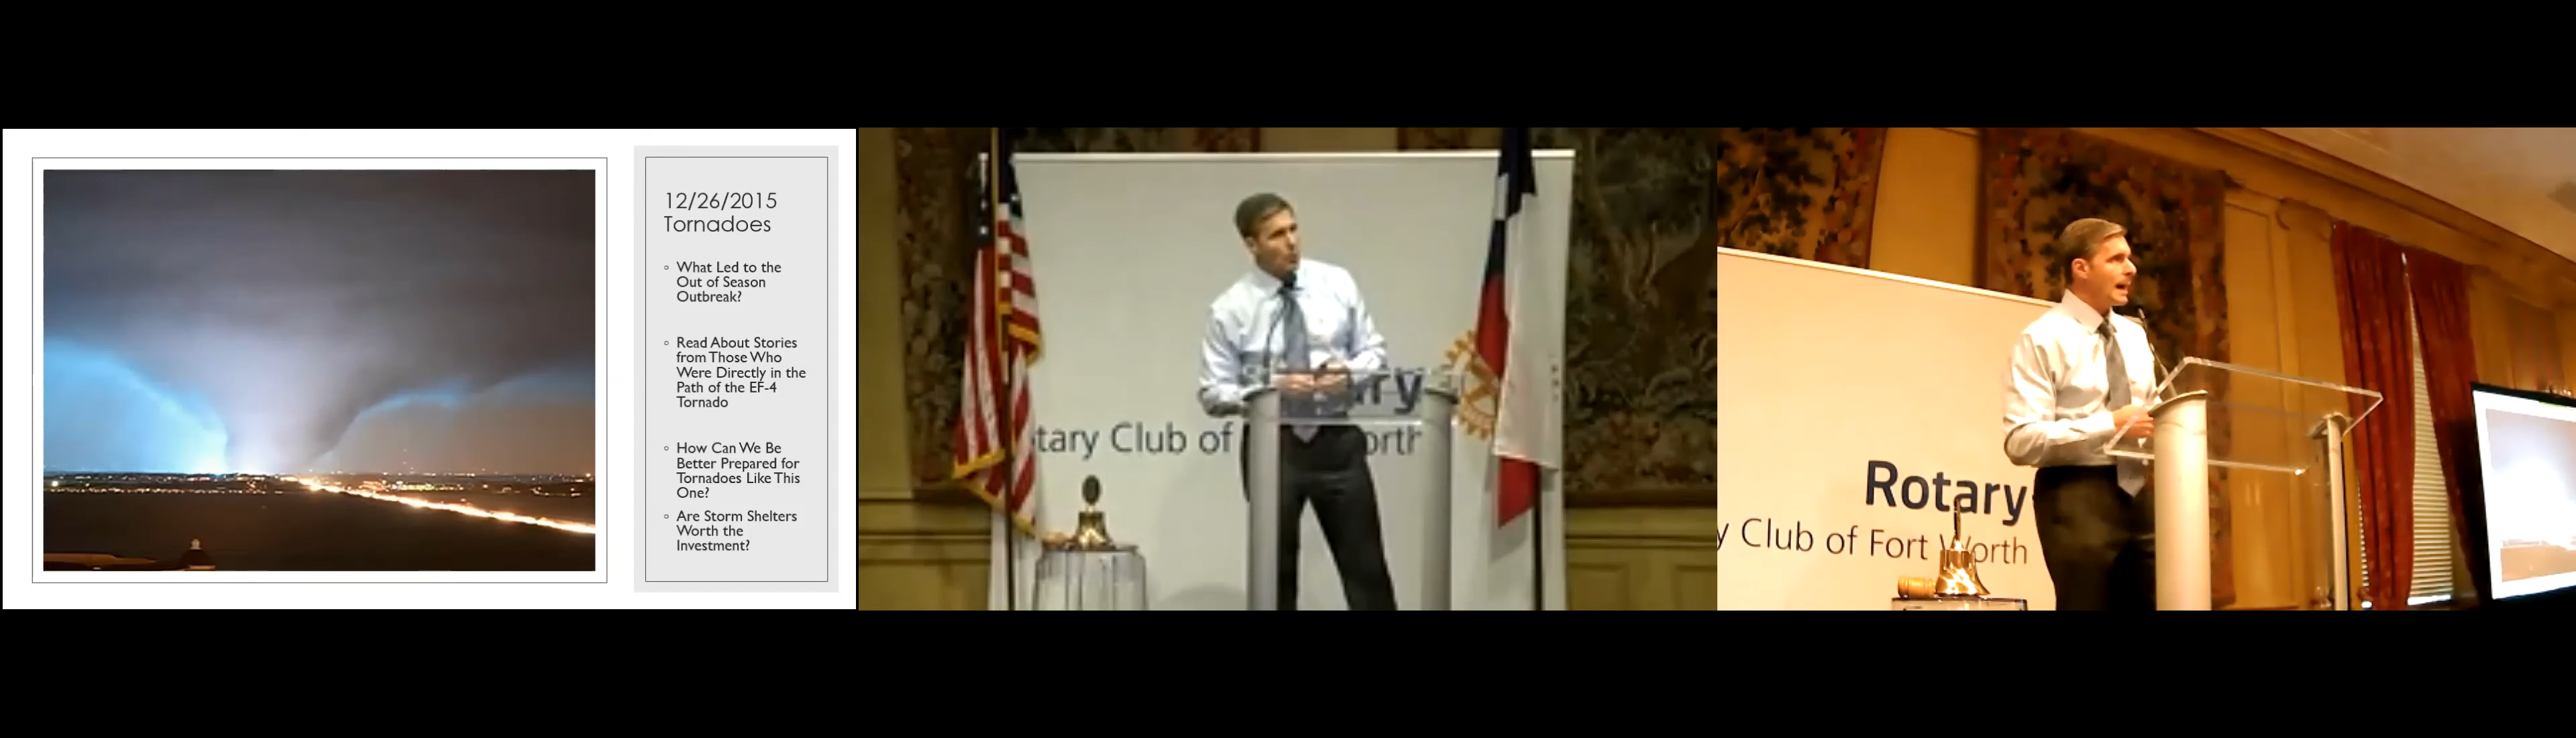 12/26/2015
Tornadoes
What Led to the
Out of Season
Outbreak?
Read About Stories
from Those Who
Were Directly in the
Path of the EF-4
Tornado
How Can We Be
Better Prepared for
Tornadoes Like This
One?
Are Storm Shelters
Worth the
Investment?
ary
tary Club of orth
Rotary
y Club of Fort Worth